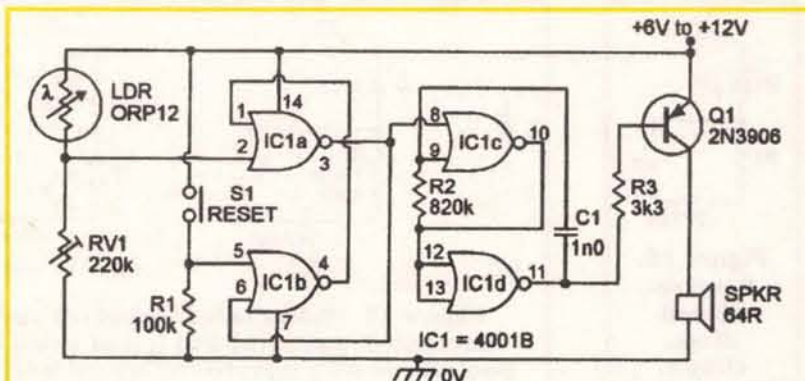 +6V to +12V
λ
LDR
ORP12
1
14
2
IC1a
3
S1
RESET
RV1
220k
R1
100k
5
6
IC1b
4
7
8
9
IC1c
10
R2
820k
C1
1n0
12
13
IC1d
11
IC1 = 4001B
Q1
2N3906
R3
3k3
SPKR
64R
0V